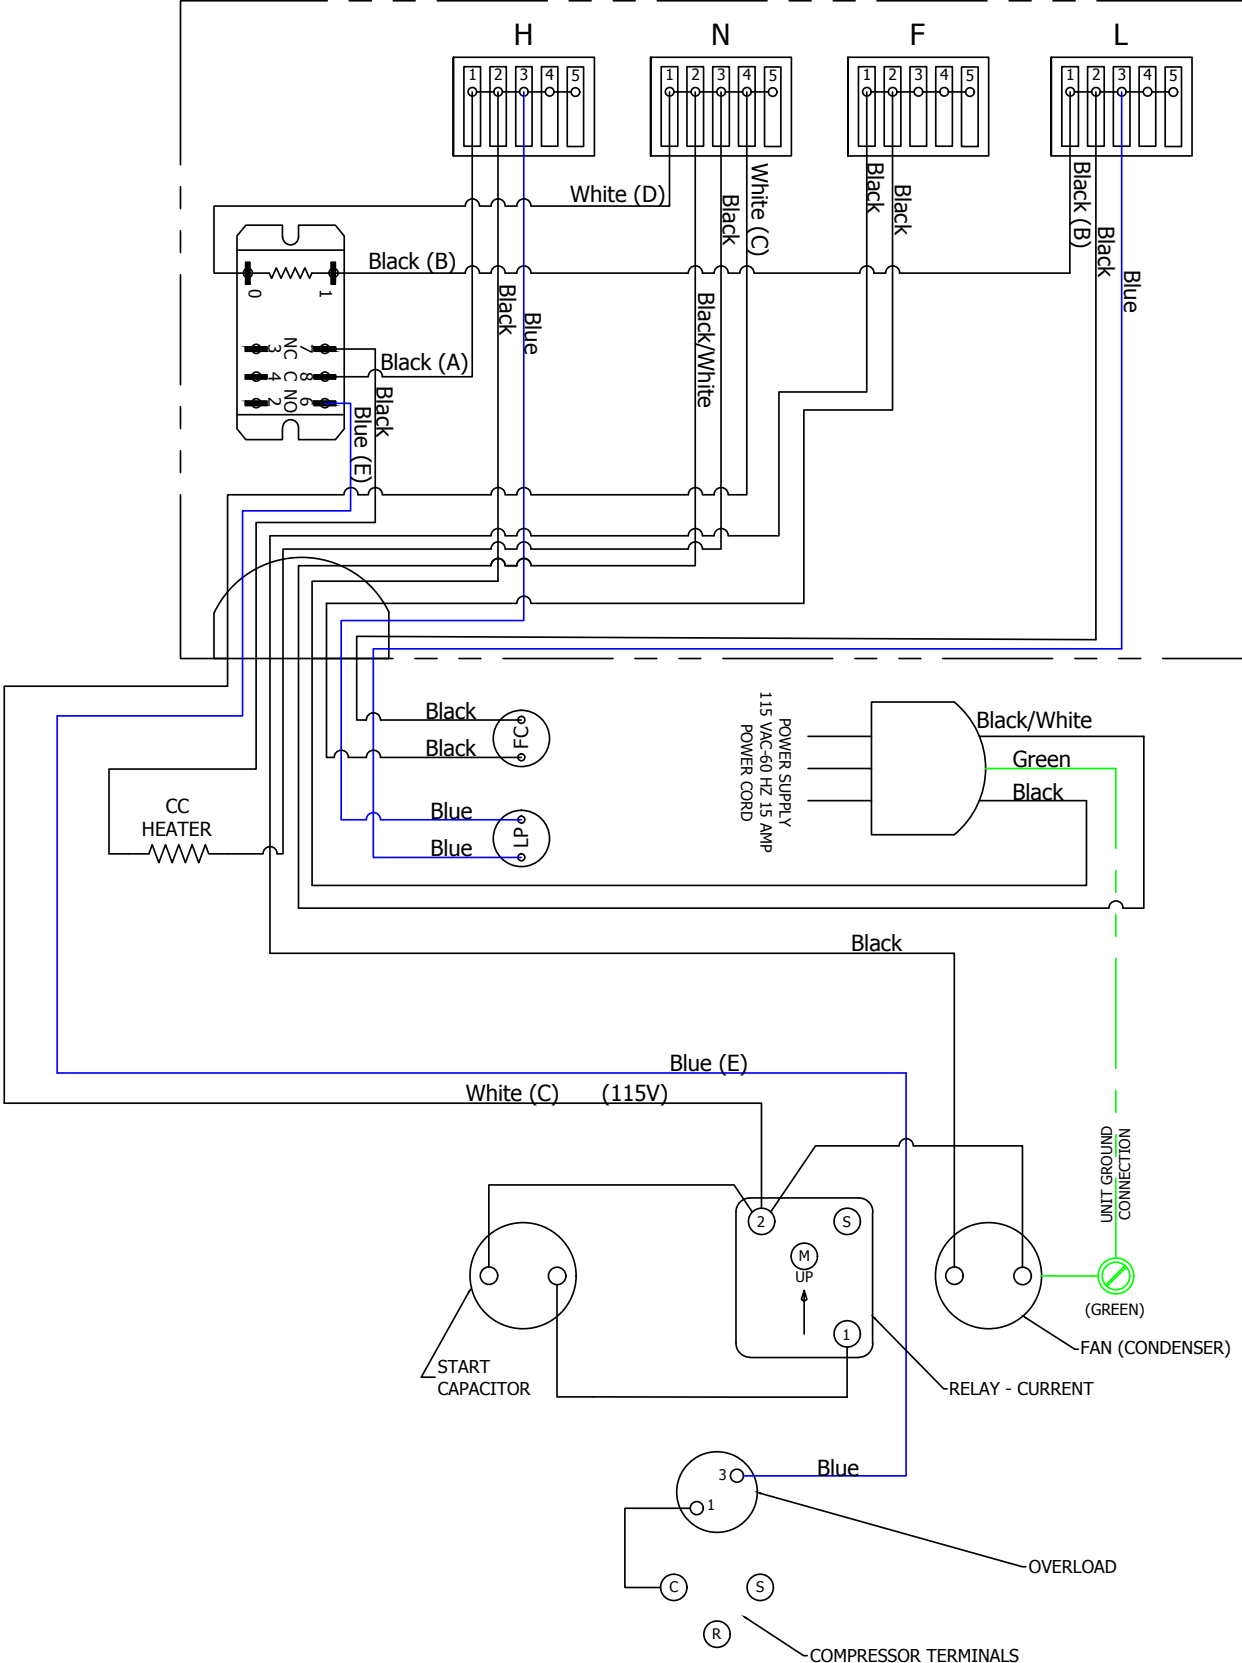 H N F L
1 2 3 4 5 1 2 3 4 5 1 2 3 4 5 1 2 3 4 5
White (D)
Black
White (C)
Black
Black
Black (B)
Black
Blue
Black (B)
0 1
Black
Blue
Black/White
3 NC 7
4 C 8
2 NO 6
Black (A)
Black
Blue (E)
Black
Black
FC
Blue
Blue
LP
CC
HEATER
POWER SUPPLY
115 VAC-60 HZ 15 AMP
POWER CORD
Black/White
Green
Black
Black
Blue (E)
White (C) (115V)
UNIT GROUND
CONNECTION
2 S
M
UP
1
(GREEN)
FAN (CONDENSER)
START
CAPACITOR
RELAY - CURRENT
3
Blue
1
OVERLOAD
C S
R
COMPRESSOR TERMINALS